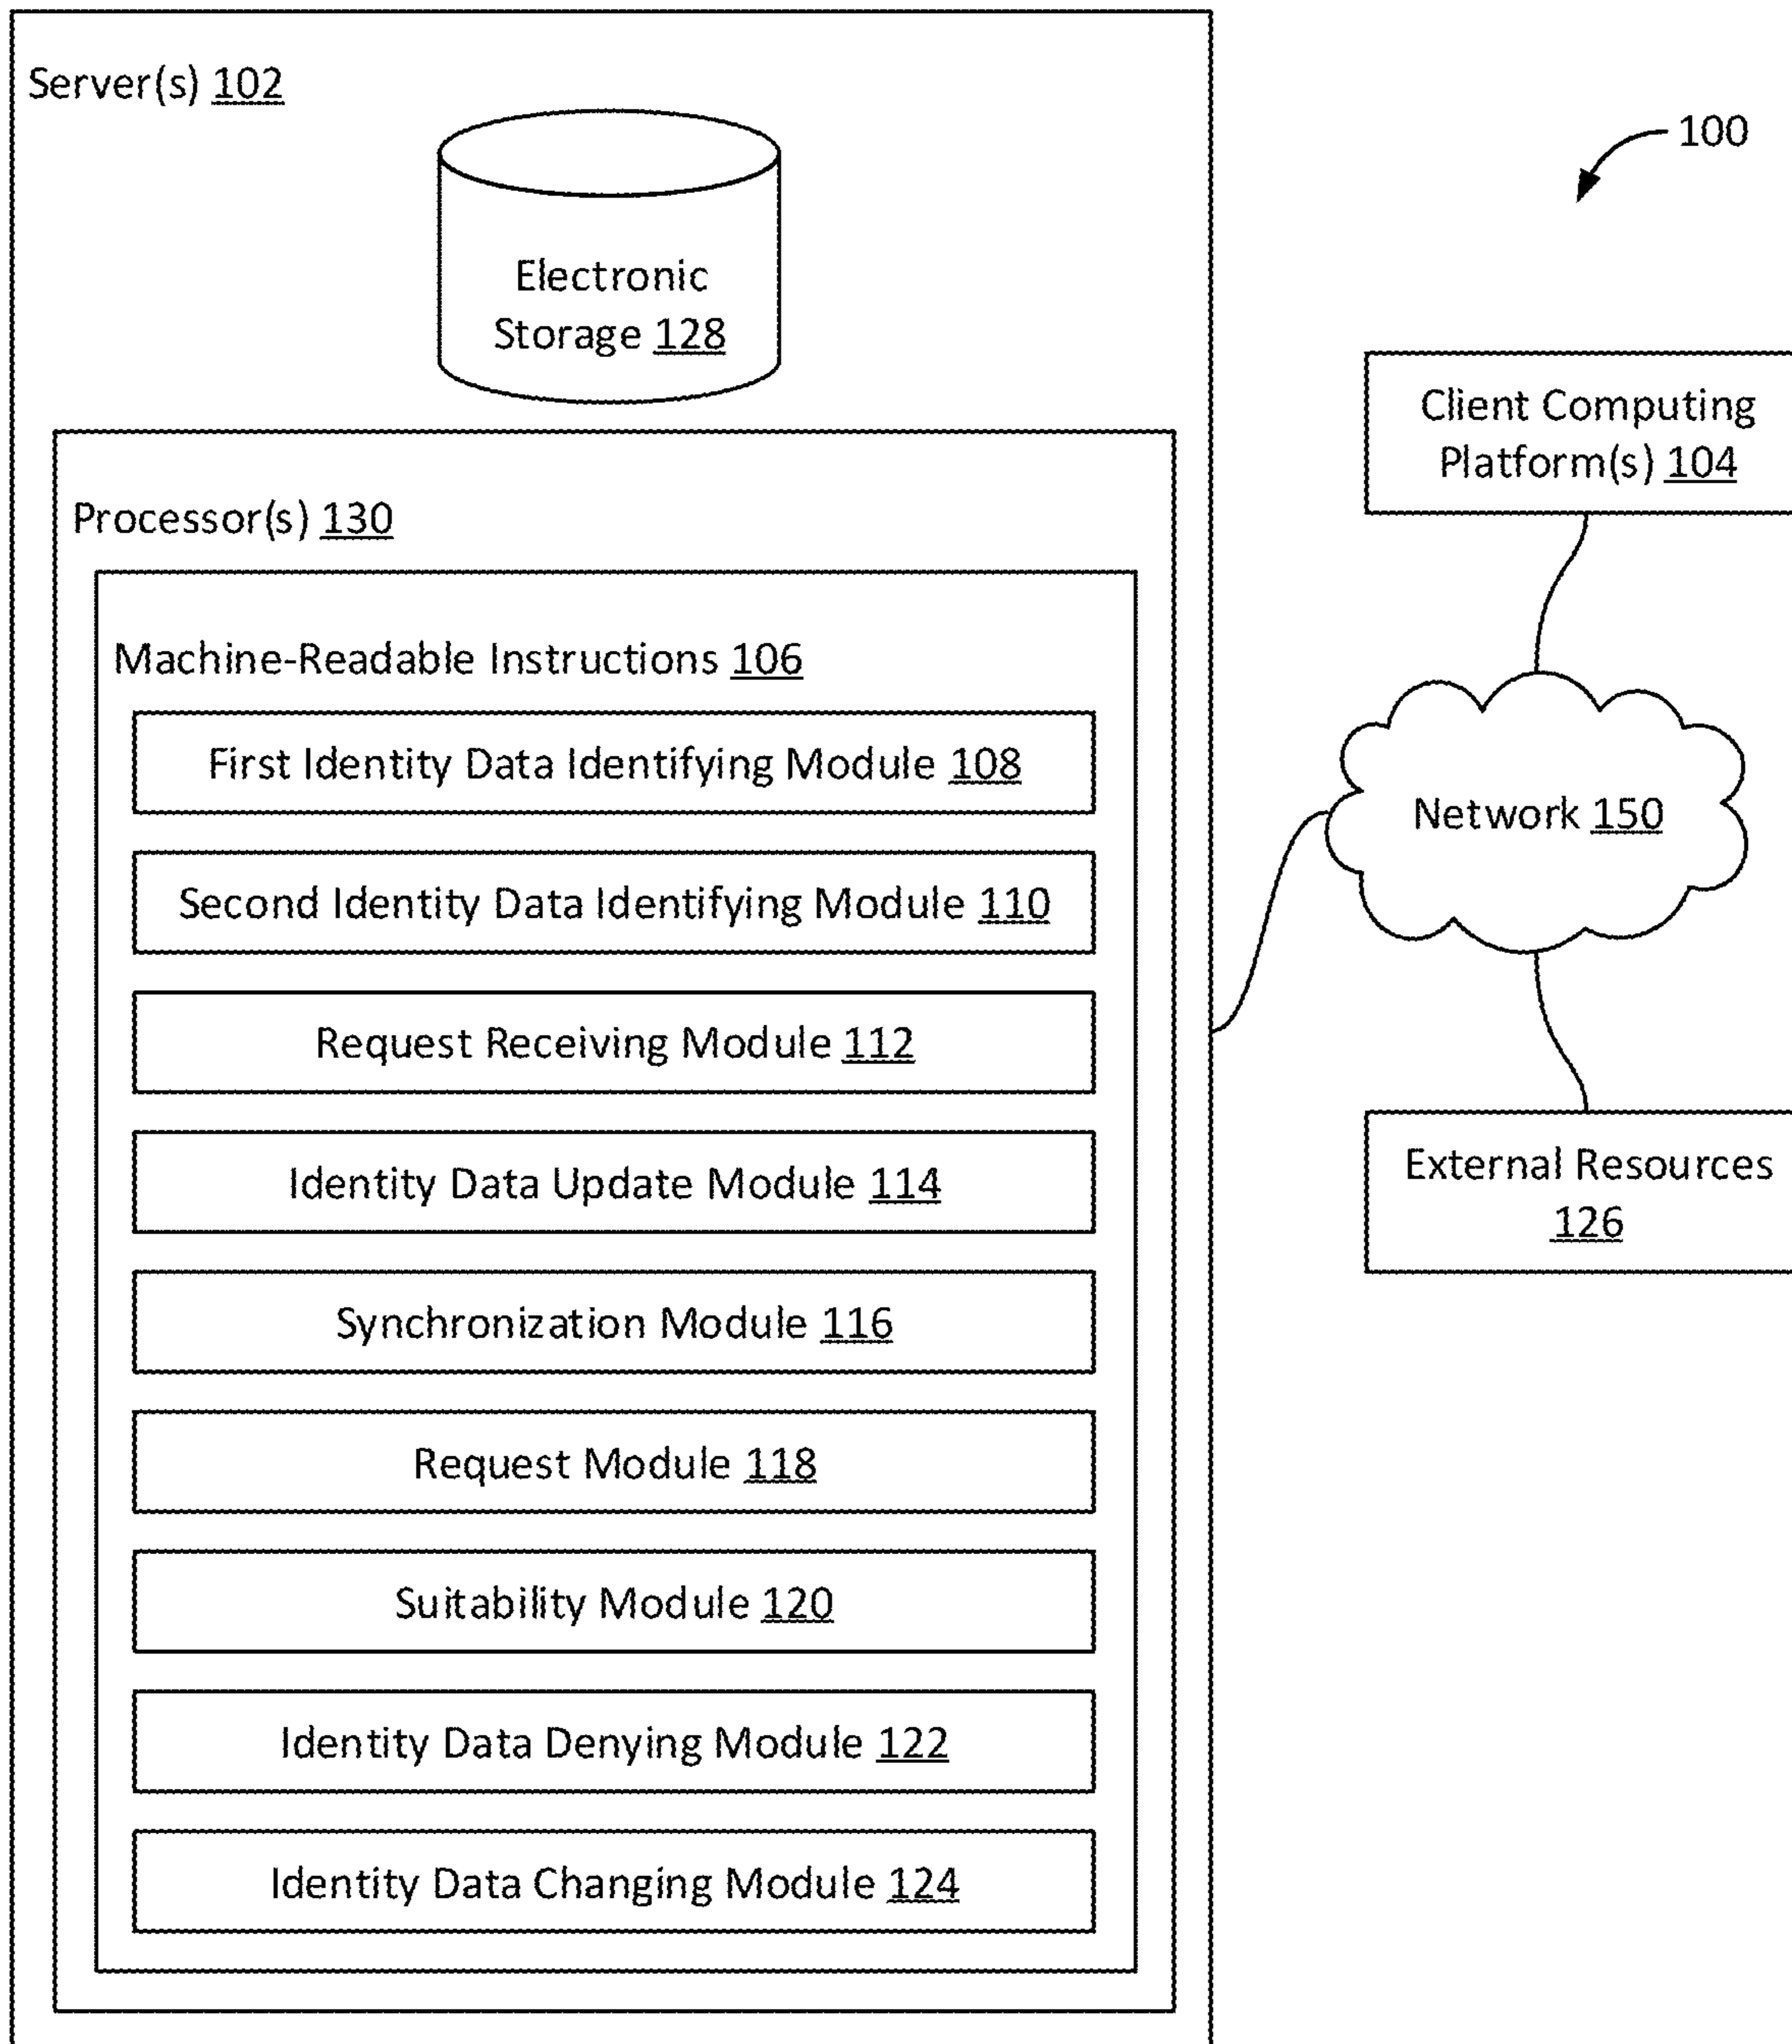 Server(s) 102
100
Electronic
Storage 128
Client Computing
Platform(s) 104
Processor(s) 130
Machine-Readable Instructions 106
First Identity Data Identifying Module 108
Network 150
Second Identity Data Identifying Module 110
Request Receiving Module 112
Identity Data Update Module 114
External Resources
126
Synchronization Module 116
Request Module 118
Suitability Module 120
Identity Data Denying Module 122
Identity Data Changing Module 124